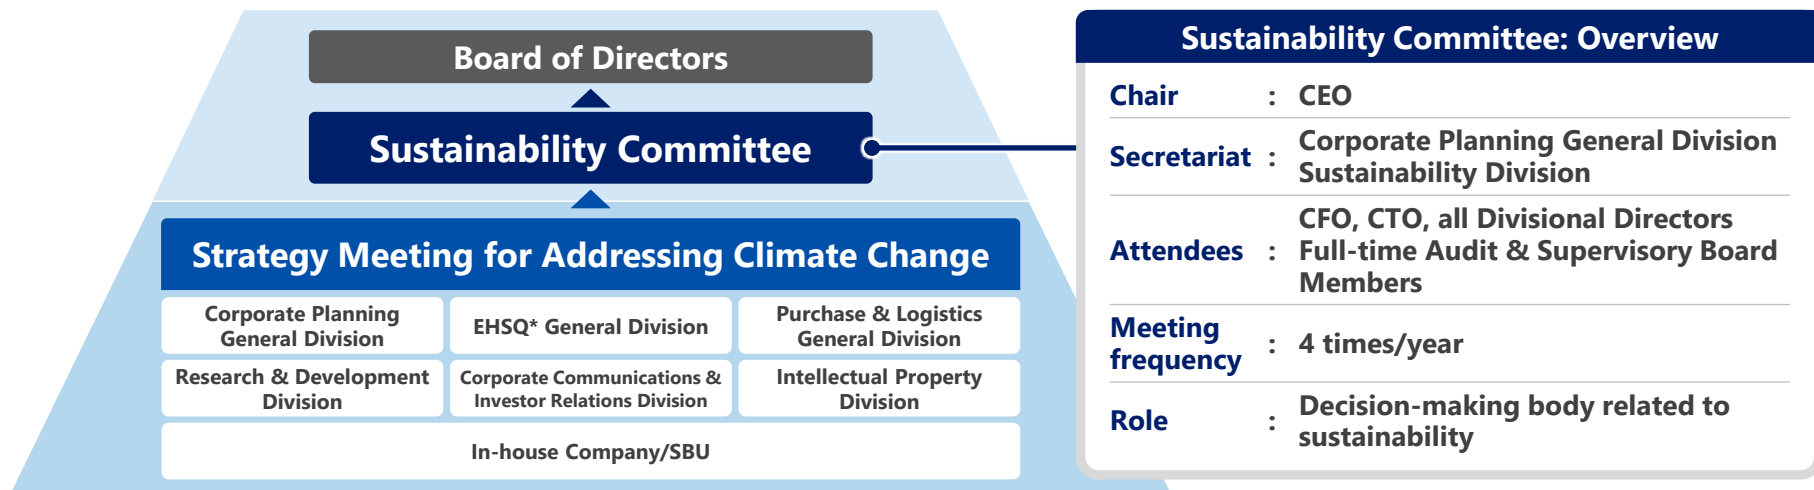 Board of Directors
Sustainability Committee
Strategy Meeting for Addressing Climate Change
Corporate Planning
General Division
EHSQ* General Division
Purchase & Logistics
General Division
Research & Development
Division
Corporate Communications &
Investor Relations Division
Intellectual Property
Division
In-house Company/SBU
Sustainability Committee: Overview
Chair : CEO
Secretariat : Corporate Planning General Division
Sustainability Division
Attendees : CFO, CTO, all Divisional Directors
Full-time Audit & Supervisory Board
Members
Meeting
frequency : 4 times/year
Role : Decision-making body related to
sustainability